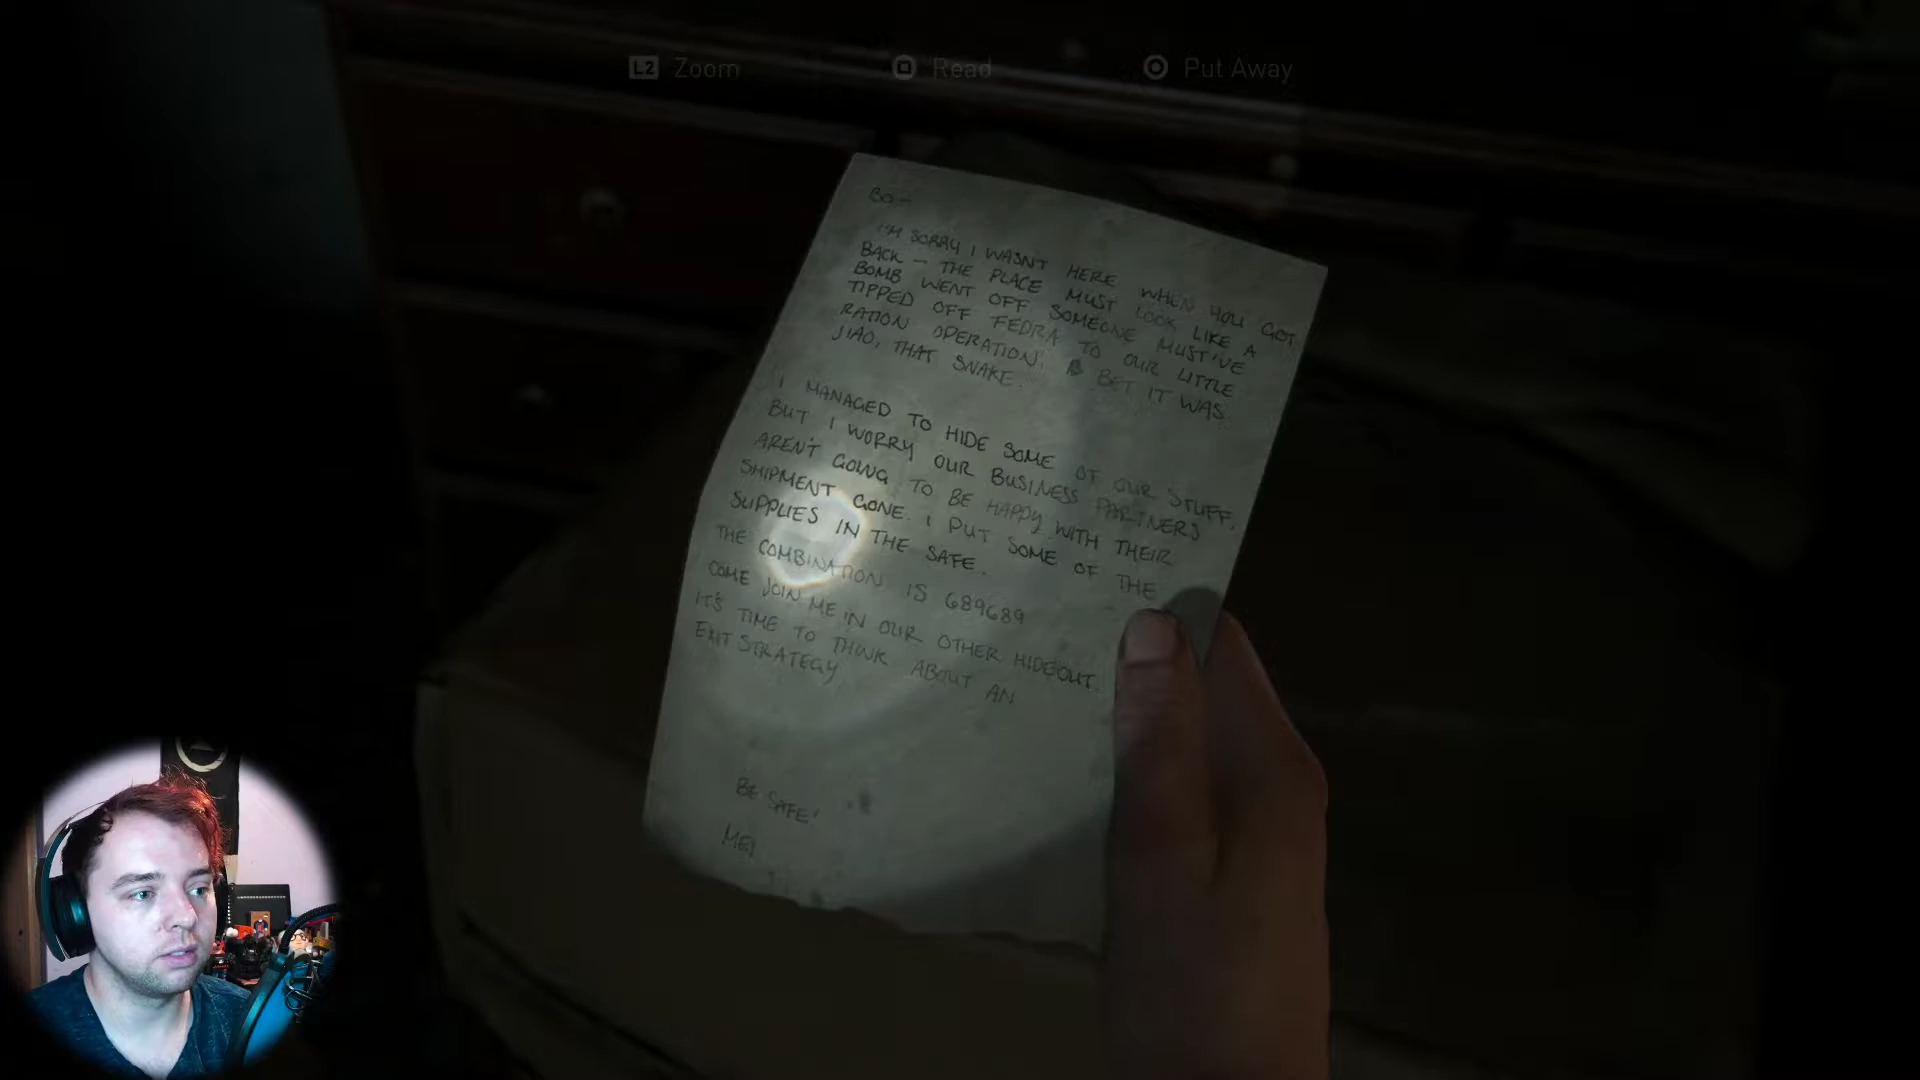 L2 Zoom Read Put Away
BO-
I'M SORRY I WASN'T HERE WHEN YOU GOT
BACK - THE PLACE MUST LOOK LIKE A
BOMB WENT OFF SOMEONE MUST'VE
TIPPED OFF FEDRA TO OUR LITTLE
RATION OPERATION. BET IT WAS
JIAO, THAT SNAKE.
I MANAGED TO HIDE SOME OF OUR STUFF,
BUT I WORRY OUR BUSINESS PARTNERS
AREN'T GOING TO BE HAPPY WITH THEIR
SHIPMENT GONE. I PUT SOME OF THE
SUPPLIES IN THE SAFE.
THE COMBINATION IS 689689
COME JOIN ME IN OUR OTHER HIDEOUT.
IT'S TIME TO THINK ABOUT AN
EXIT STRATEGY
BE SAFE!
MEI